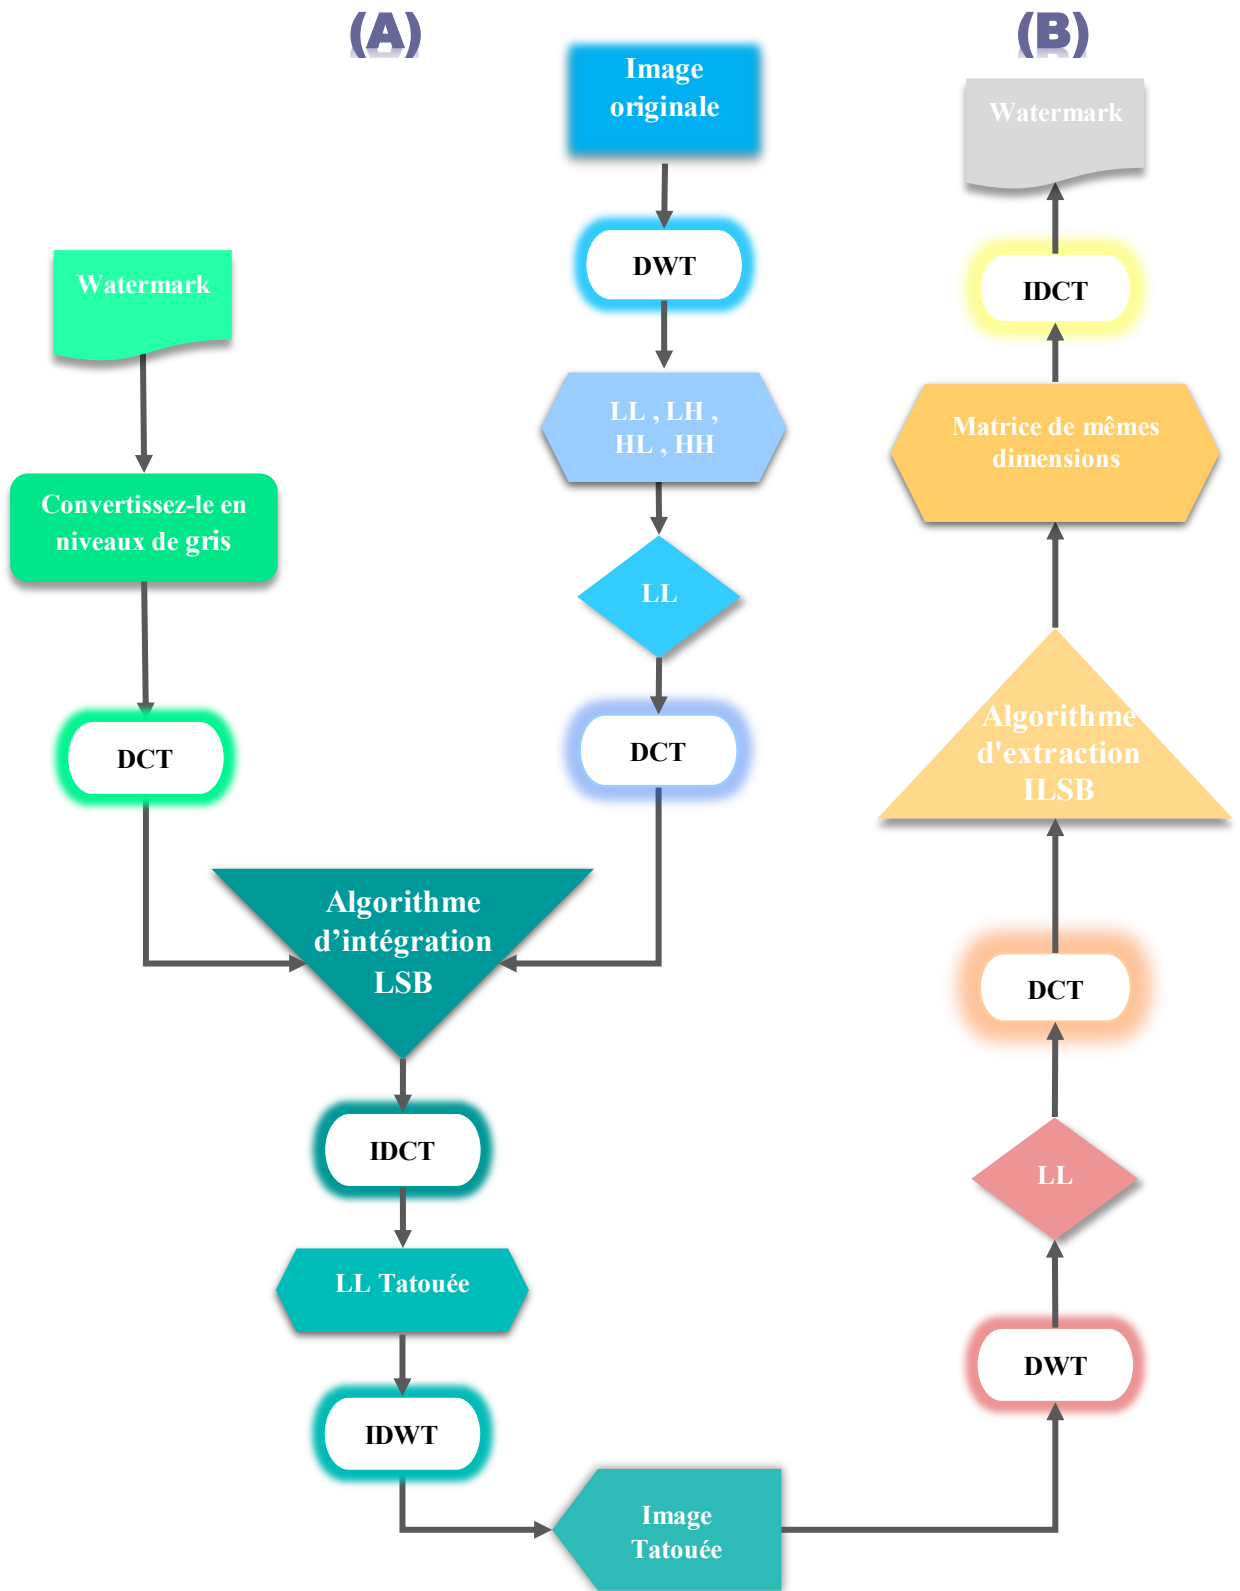 (A)
Image
originale
DWT
LL , LH ,
HL , HH
LL
DCT
Watermark
Convertissez-le en
niveaux de gris
DCT
Algorithme
d’intégration
LSB
IDCT
LL Tatouée
IDWT
Image
Tatouée
(B)
Watermark
IDCT
Matrice de mêmes
dimensions
Algorithme
d'extraction
ILSB
DCT
LL
DWT